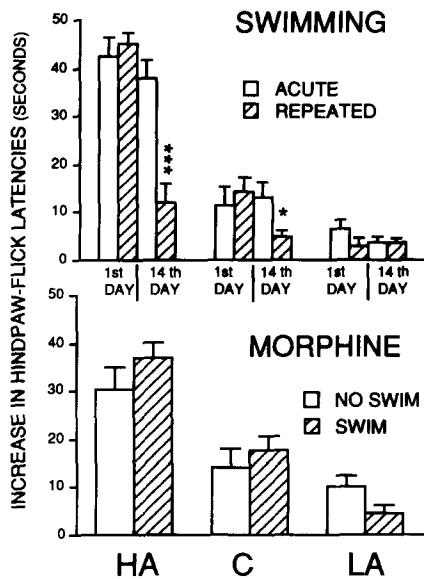 SWIMMING
ACUTE
REPEATED
50
40
30
20
10
0
***
*
1st DAY
14 th DAY
1st DAY
14 th DAY
1st DAY
14 th DAY
INCREASE IN HINDPAW-FLICK LATENCIES (SECONDS)
MORPHINE
NO SWIM
SWIM
50
40
30
20
10
0
HA C LA